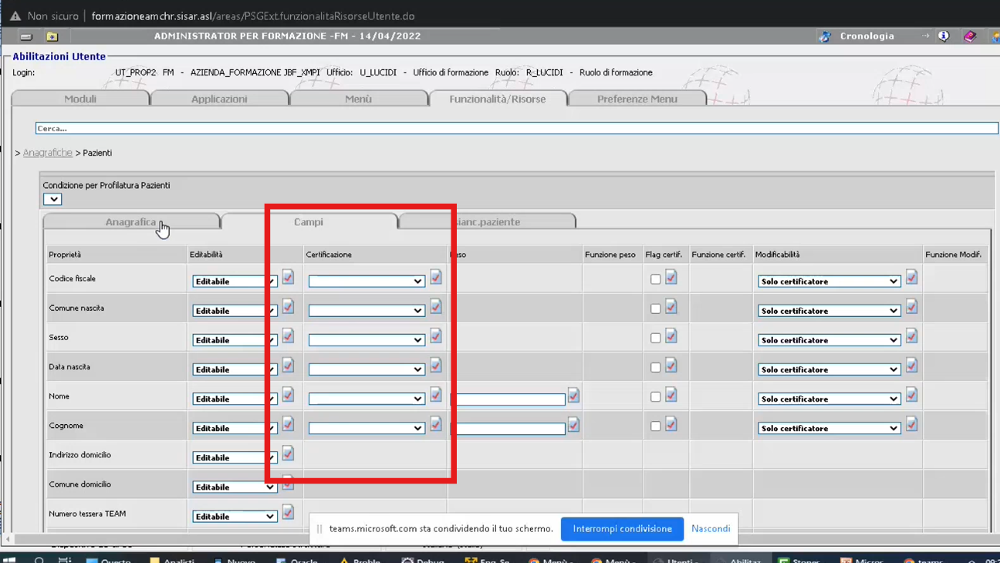 Non sicuro formazioneamchr.sisar.asl/areas/PSGExt.funzionalitaRisorseUtente.do
ADMINISTRATOR PER FORMAZIONE -FM - 14/04/2022 Cronologia
Abilitazioni Utente
Login: UT_PROP2 FM - AZIENDA_FORMAZIONE JBF_XMPI Ufficio: U_LUCIDI - Ufficio di formazione Ruolo: R_LUCIDI - Ruolo di formazione
Moduli Applicazioni Menù Funzionalità/Risorse Preferenze Menu
Cerca...
> Anagrafiche > Pazienti
Condizione per Profilatura Pazienti
Anagrafica Campi sianc.paziente
Proprietà Editabilità Certificazione Funzione peso Flag certif. Funzione certif. Modificabilità Funzione Modif.
Codice fiscale Editabile Solo certificatore
Comune nascita Editabile Solo certificatore
Sesso Editabile Solo certificatore
Data nascita Editabile Solo certificatore
Nome Editabile Solo certificatore
Cognome Editabile Solo certificatore
Indirizzo domicilio Editabile
Comune domicilio Editabile
Numero tessera TEAM Editabile
teams.microsoft.com sta condividendo il tuo schermo. Interrompi condivisione Nascondi